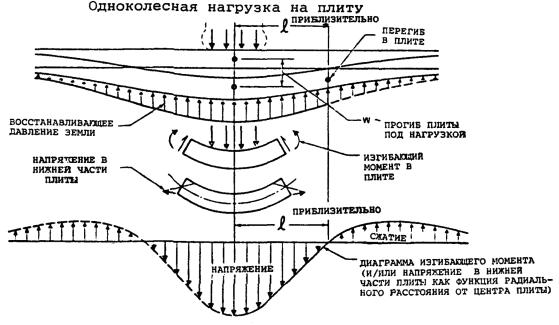 Одноколесная нагрузка на плиту
ℓ ПРИБЛИЗИТЕЛЬНО
ПЕРЕГИБ
В ПЛИТЕ
ВОССТАНАВЛИВАЮЩЕЕ
ДАВЛЕНИЕ ЗЕМЛИ
w - ПРОГИБ ПЛИТЫ
ПОД НАГРУЗКОЙ
НАПРЯЖЕНИЕ В
НИЖНЕЙ ЧАСТИ
ПЛИТЫ
ИЗГИБАЮЩИЙ
МОМЕНТ В
ПЛИТЕ
ПРИБЛИЗИТЕЛЬНО
ℓ
СЖАТИЕ
НАПРЯЖЕНИЕ
ДИАГРАММА ИЗГИБАЮЩЕГО МОМЕНТА
(И/ИЛИ НАПРЯЖЕНИЕ В НИЖНЕЙ
ЧАСТИ ПЛИТЫ КАК ФУНКЦИЯ РАДИАЛЬ-
НОГО РАССТОЯНИЯ ОТ ЦЕНТРА ПЛИТЫ)